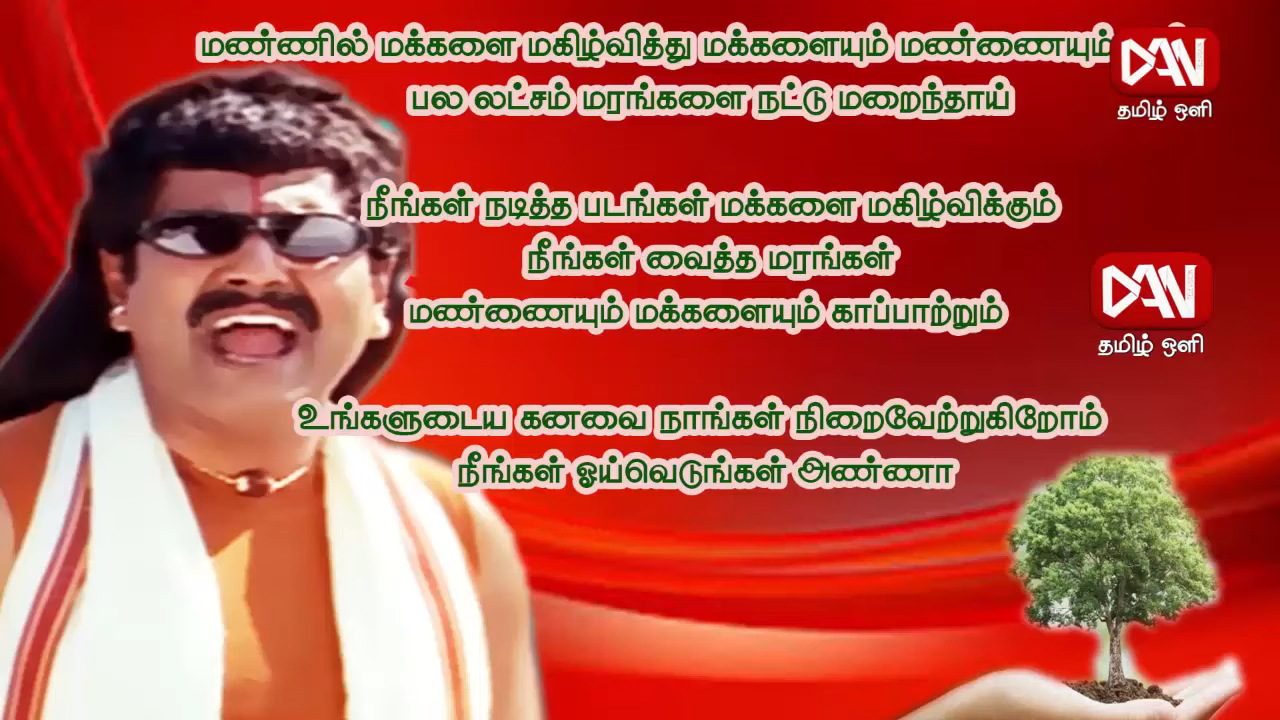 மண்ணில் மக்களை மகிழ்வித்து மக்களையும் மண்ணையும்
பல லட்சம் மரங்களை நட்டு மறைந்தாய்
நீங்கள் நடித்த படங்கள் மக்களை மகிழ்விக்கும்
நீங்கள் வைத்த மரங்கள்
மண்ணையும் மக்களையும் காப்பாற்றும்
உங்களுடைய கனவை நாங்கள் நிறைவேற்றுகிறோம்
நீங்கள் ஓய்வெடுங்கள் அண்ணா
DAN
தமிழ் ஒளி
DAN
தமிழ் ஒளி